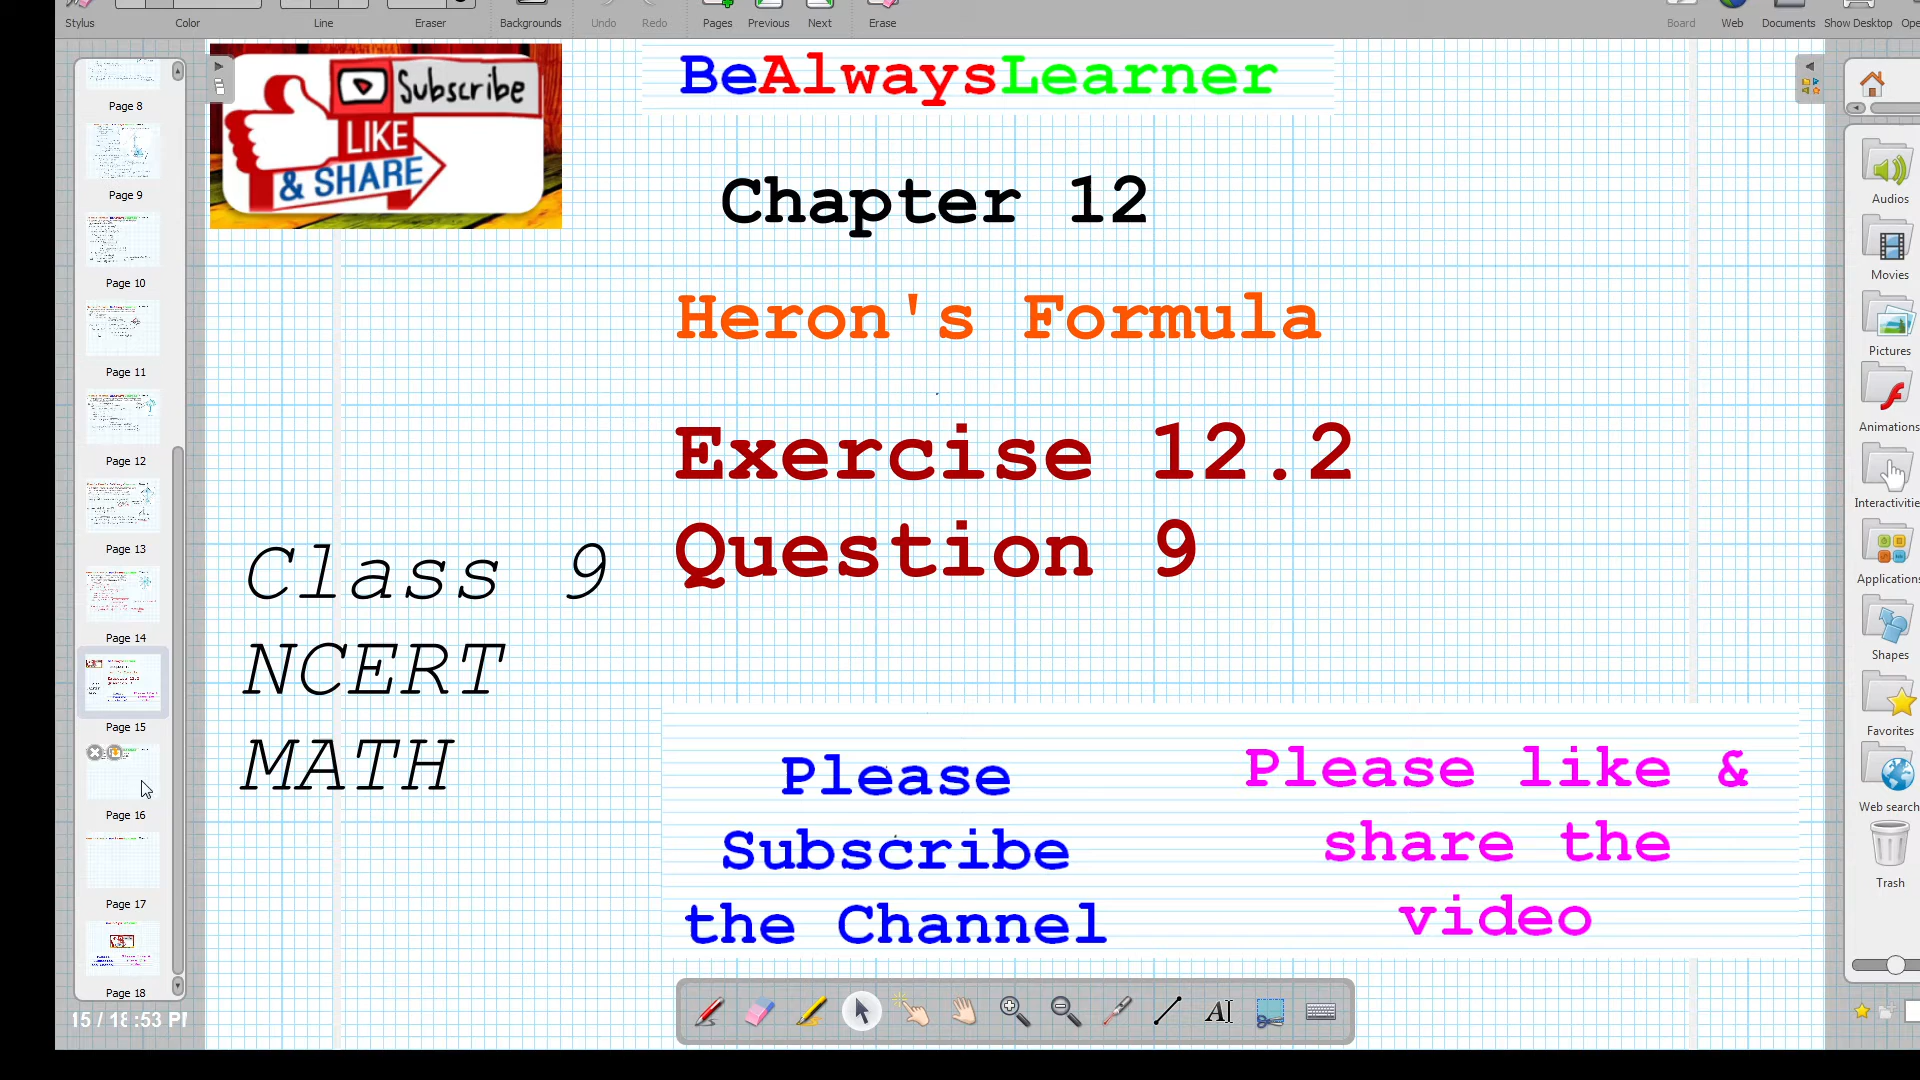 Stylus
Color
Line
Eraser
Backgrounds
Undo
Redo
Pages
Previous
Next
Erase
Board
Web
Documents
Show Desktop
Page 8
Page 9
Page 10
Page 11
Page 12
Page 13
Page 14
Page 15
Page 16
Page 17
Page 18
Subscribe
LIKE
& SHARE
BeAlwaysLearner
Chapter 12
Heron's Formula
Exercise 12.2
Question 9
Class 9
NCERT
MATH
Please
Subscribe
the Channel
Please like &
share the
video
Audios
Movies
Pictures
Animations
Interactivitie
Applications
Shapes
Favorites
Web search
Trash